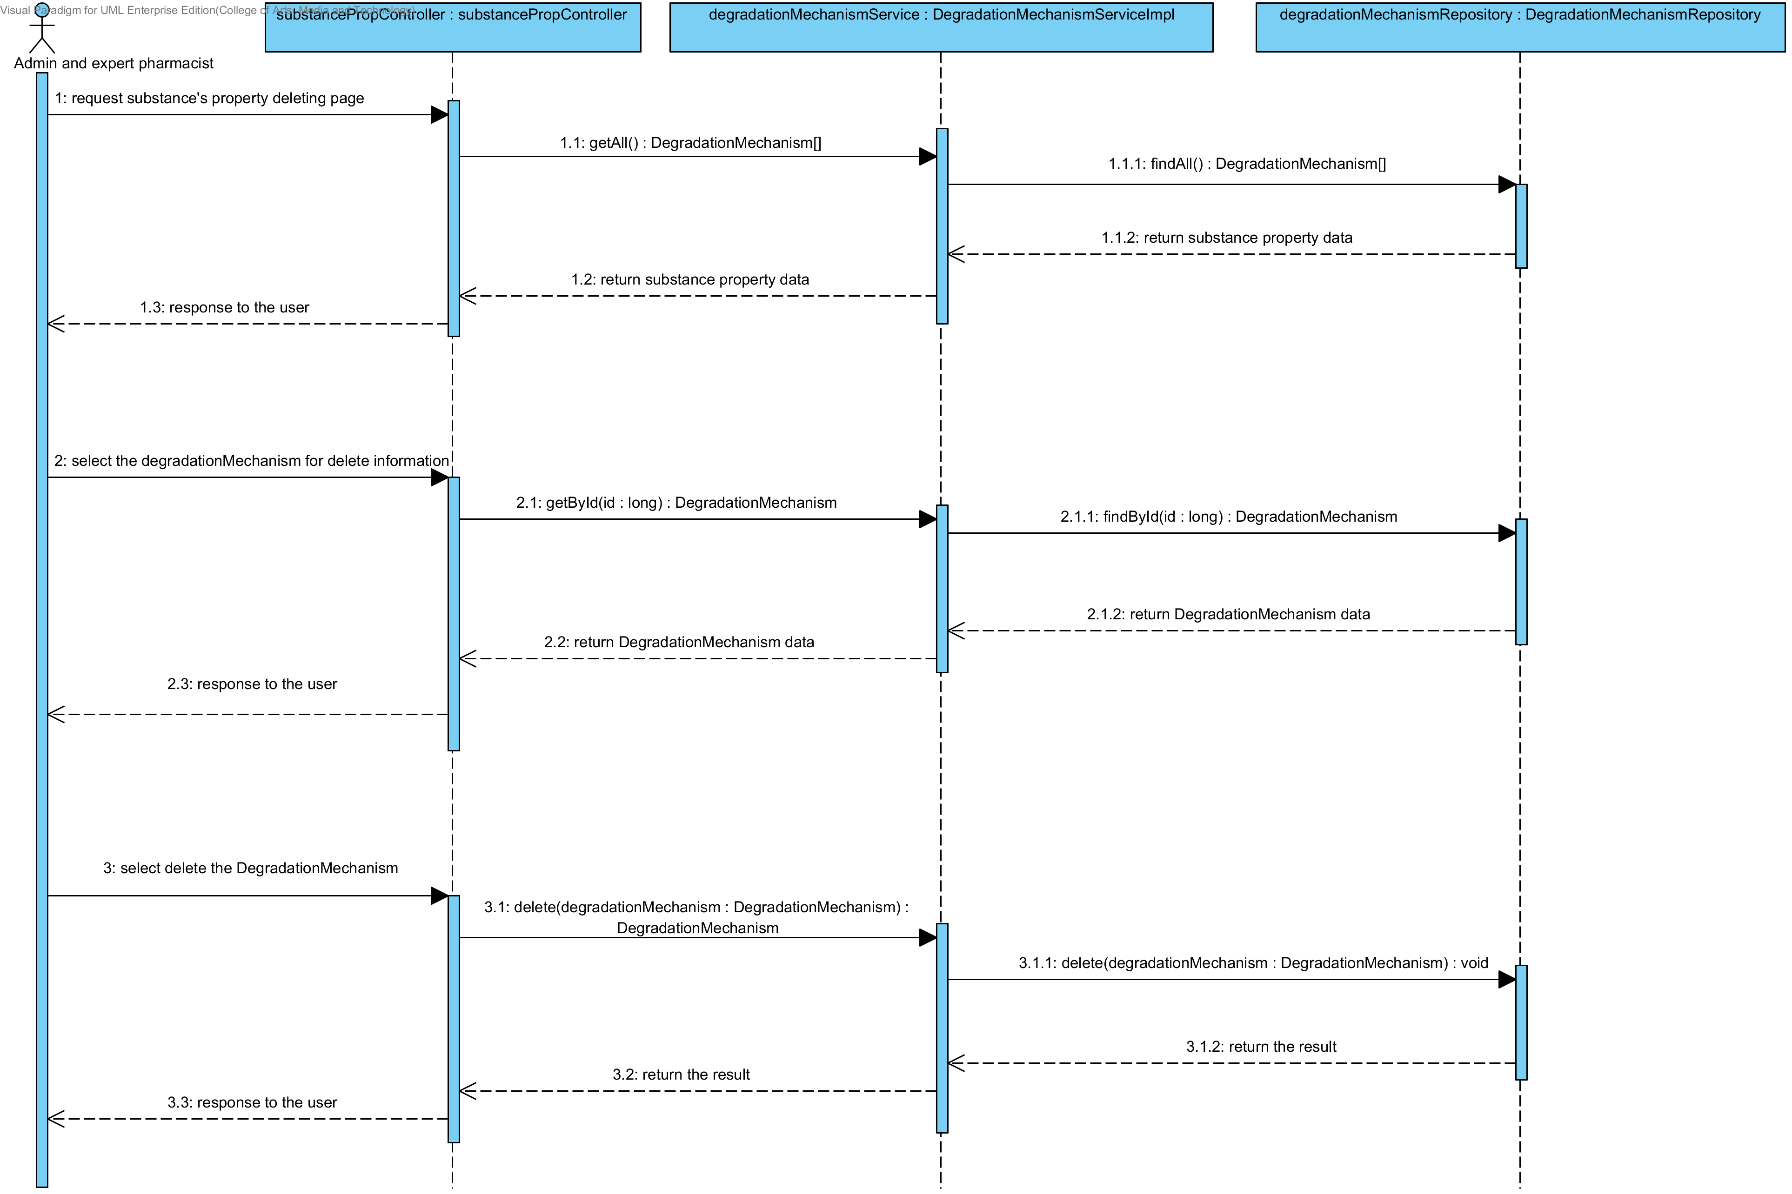 Visual Paradigm for UML Enterprise Edition(College of Arts, Media and Technology)
substancePropController : substancePropController
degradationMechanismService : DegradationMechanismServiceImpl
degradationMechanismRepository : DegradationMechanismRepository
Admin and expert pharmacist
1: request substance's property deleting page
1.1: getAll() : DegradationMechanism[]
1.1.1: findAll() : DegradationMechanism[]
1.1.2: return substance property data
1.2: return substance property data
1.3: response to the user
2: select the degradationMechanism for delete information
2.1: getById(id : long) : DegradationMechanism
2.1.1: findById(id : long) : DegradationMechanism
2.1.2: return DegradationMechanism data
2.2: return DegradationMechanism data
2.3: response to the user
3: select delete the DegradationMechanism
3.1: delete(degradationMechanism : DegradationMechanism) :
DegradationMechanism
3.1.1: delete(degradationMechanism : DegradationMechanism) : void
3.1.2: return the result
3.2: return the result
3.3: response to the user